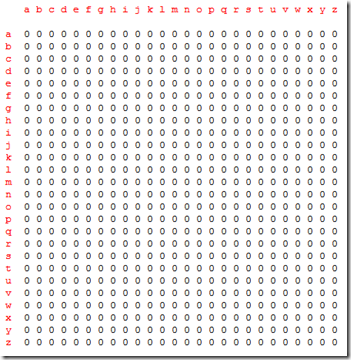 a b c d e f g h i j k l m n o p q r s t u v w x y z
a 0 0 0 0 0 0 0 0 0 0 0 0 0 0 0 0 0 0 0 0 0 0 0 0 0 0
b 0 0 0 0 0 0 0 0 0 0 0 0 0 0 0 0 0 0 0 0 0 0 0 0 0 0
c 0 0 0 0 0 0 0 0 0 0 0 0 0 0 0 0 0 0 0 0 0 0 0 0 0 0
d 0 0 0 0 0 0 0 0 0 0 0 0 0 0 0 0 0 0 0 0 0 0 0 0 0 0
e 0 0 0 0 0 0 0 0 0 0 0 0 0 0 0 0 0 0 0 0 0 0 0 0 0 0
f 0 0 0 0 0 0 0 0 0 0 0 0 0 0 0 0 0 0 0 0 0 0 0 0 0 0
g 0 0 0 0 0 0 0 0 0 0 0 0 0 0 0 0 0 0 0 0 0 0 0 0 0 0
h 0 0 0 0 0 0 0 0 0 0 0 0 0 0 0 0 0 0 0 0 0 0 0 0 0 0
i 0 0 0 0 0 0 0 0 0 0 0 0 0 0 0 0 0 0 0 0 0 0 0 0 0 0
j 0 0 0 0 0 0 0 0 0 0 0 0 0 0 0 0 0 0 0 0 0 0 0 0 0 0
k 0 0 0 0 0 0 0 0 0 0 0 0 0 0 0 0 0 0 0 0 0 0 0 0 0 0
l 0 0 0 0 0 0 0 0 0 0 0 0 0 0 0 0 0 0 0 0 0 0 0 0 0 0
m 0 0 0 0 0 0 0 0 0 0 0 0 0 0 0 0 0 0 0 0 0 0 0 0 0 0
n 0 0 0 0 0 0 0 0 0 0 0 0 0 0 0 0 0 0 0 0 0 0 0 0 0 0
o 0 0 0 0 0 0 0 0 0 0 0 0 0 0 0 0 0 0 0 0 0 0 0 0 0 0
p 0 0 0 0 0 0 0 0 0 0 0 0 0 0 0 0 0 0 0 0 0 0 0 0 0 0
q 0 0 0 0 0 0 0 0 0 0 0 0 0 0 0 0 0 0 0 0 0 0 0 0 0 0
r 0 0 0 0 0 0 0 0 0 0 0 0 0 0 0 0 0 0 0 0 0 0 0 0 0 0
s 0 0 0 0 0 0 0 0 0 0 0 0 0 0 0 0 0 0 0 0 0 0 0 0 0 0
t 0 0 0 0 0 0 0 0 0 0 0 0 0 0 0 0 0 0 0 0 0 0 0 0 0 0
u 0 0 0 0 0 0 0 0 0 0 0 0 0 0 0 0 0 0 0 0 0 0 0 0 0 0
v 0 0 0 0 0 0 0 0 0 0 0 0 0 0 0 0 0 0 0 0 0 0 0 0 0 0
w 0 0 0 0 0 0 0 0 0 0 0 0 0 0 0 0 0 0 0 0 0 0 0 0 0 0
x 0 0 0 0 0 0 0 0 0 0 0 0 0 0 0 0 0 0 0 0 0 0 0 0 0 0
y 0 0 0 0 0 0 0 0 0 0 0 0 0 0 0 0 0 0 0 0 0 0 0 0 0 0
z 0 0 0 0 0 0 0 0 0 0 0 0 0 0 0 0 0 0 0 0 0 0 0 0 0 0